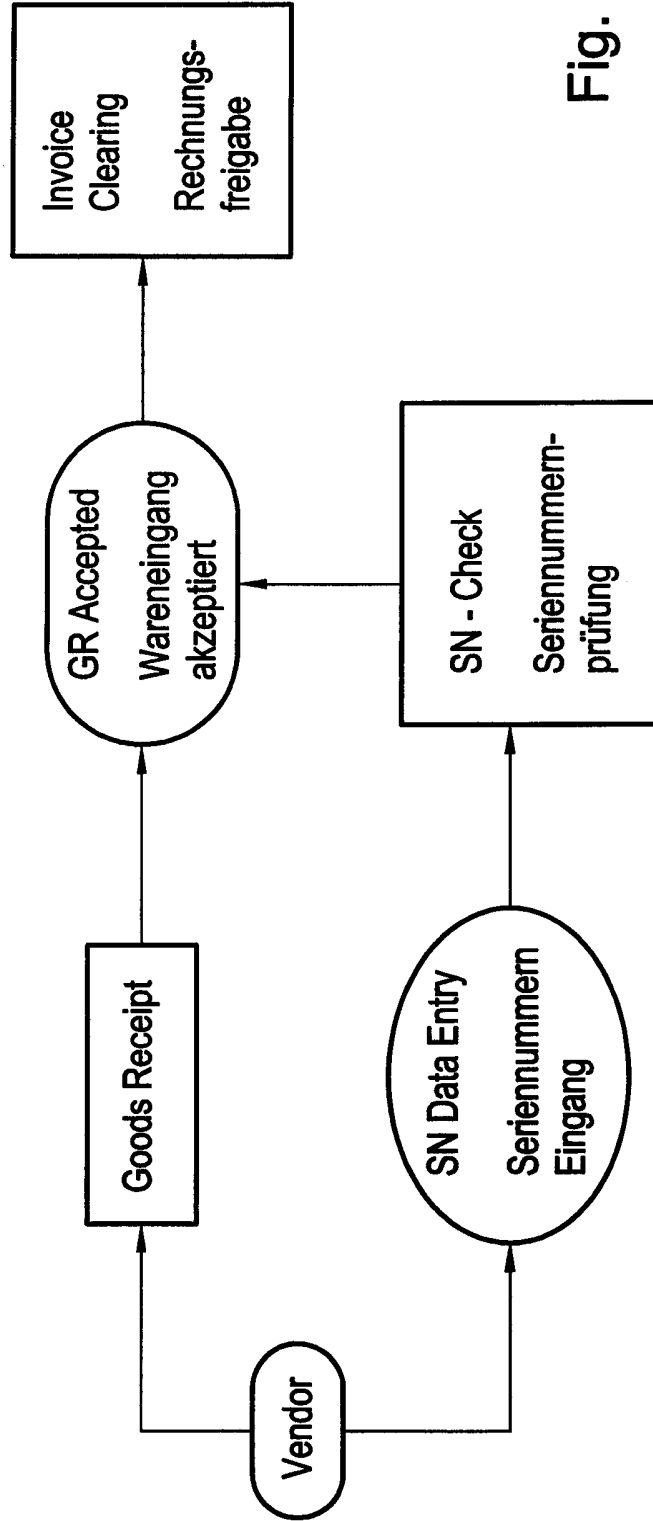 Vendor
Goods Receipt
GR Accepted
Wareneingang
akzeptiert
Invoice
Clearing
Rechnungs-
freigabe
SN Data Entry
Seriennummern
Eingang
SN - Check
Seriennummern-
prüfung
Fig.